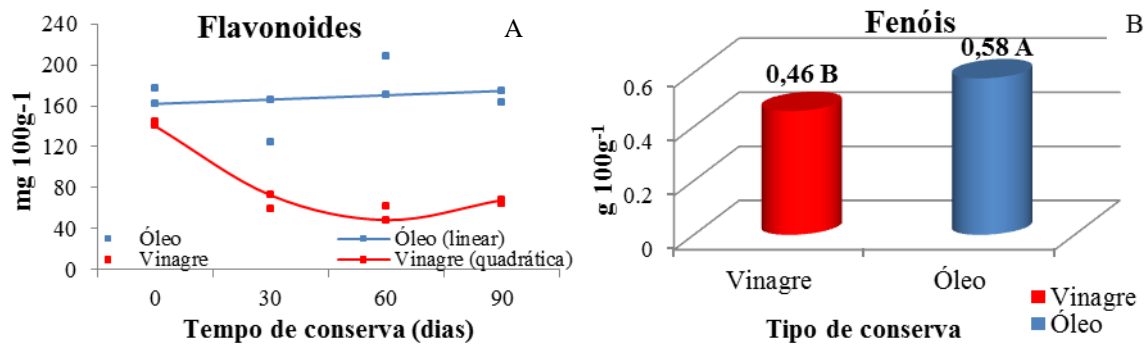 Flavonoides
A
mg 100g-1
240
200
160
120
80
40
0
Óleo
Óleo (linear)
Vinagre
Vinagre (quadrática)
0 30 60 90
Tempo de conserva (dias)
Fenóis
B
g 100g⁻¹
0.6
0.4
0.2
0
0,46 B
0,58 A
Vinagre Óleo
Tipo de conserva
Vinagre
Óleo